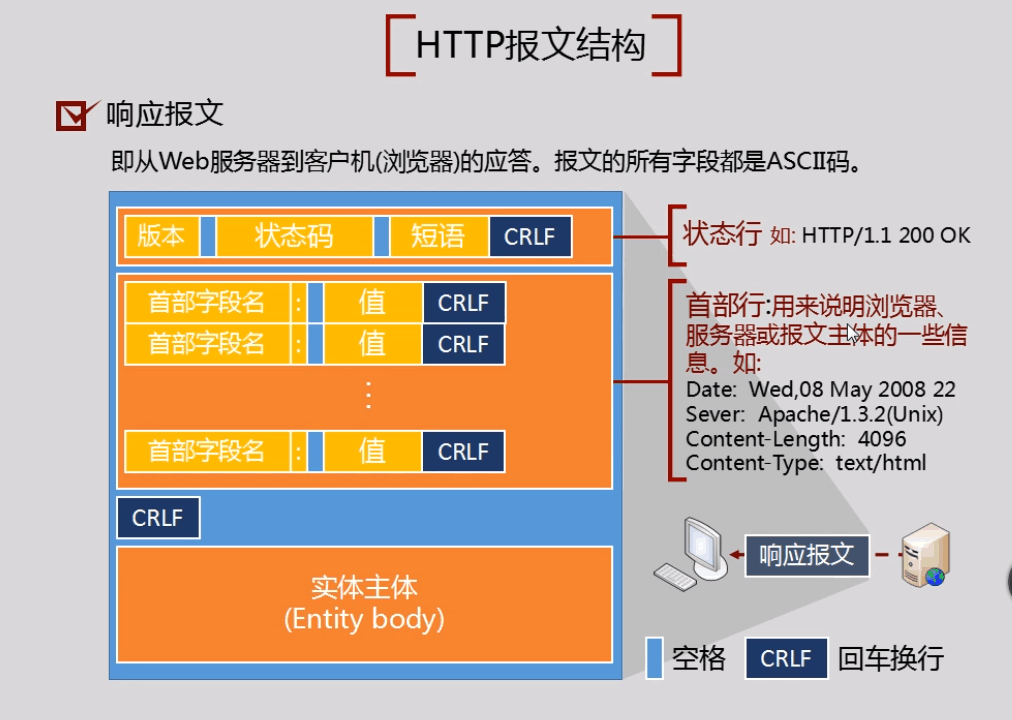 HTTP报文结构
响应报文
即从Web服务器到客户机(浏览器)的应答。报文的所有字段都是ASCII码。
版本 状态码 短语 CRLF
状态行 如: HTTP/1.1 200 OK
首部字段名 : 值 CRLF
首部字段名 : 值 CRLF
⋮
首部字段名 : 值 CRLF
首部行:用来说明浏览器、
服务器或报文主体的一些信
息。如:
Date: Wed,08 May 2008 22
Sever: Apache/1.3.2(Unix)
Content-Length: 4096
Content-Type: text/html
CRLF
实体主体
(Entity body)
响应报文
空格 CRLF 回车换行